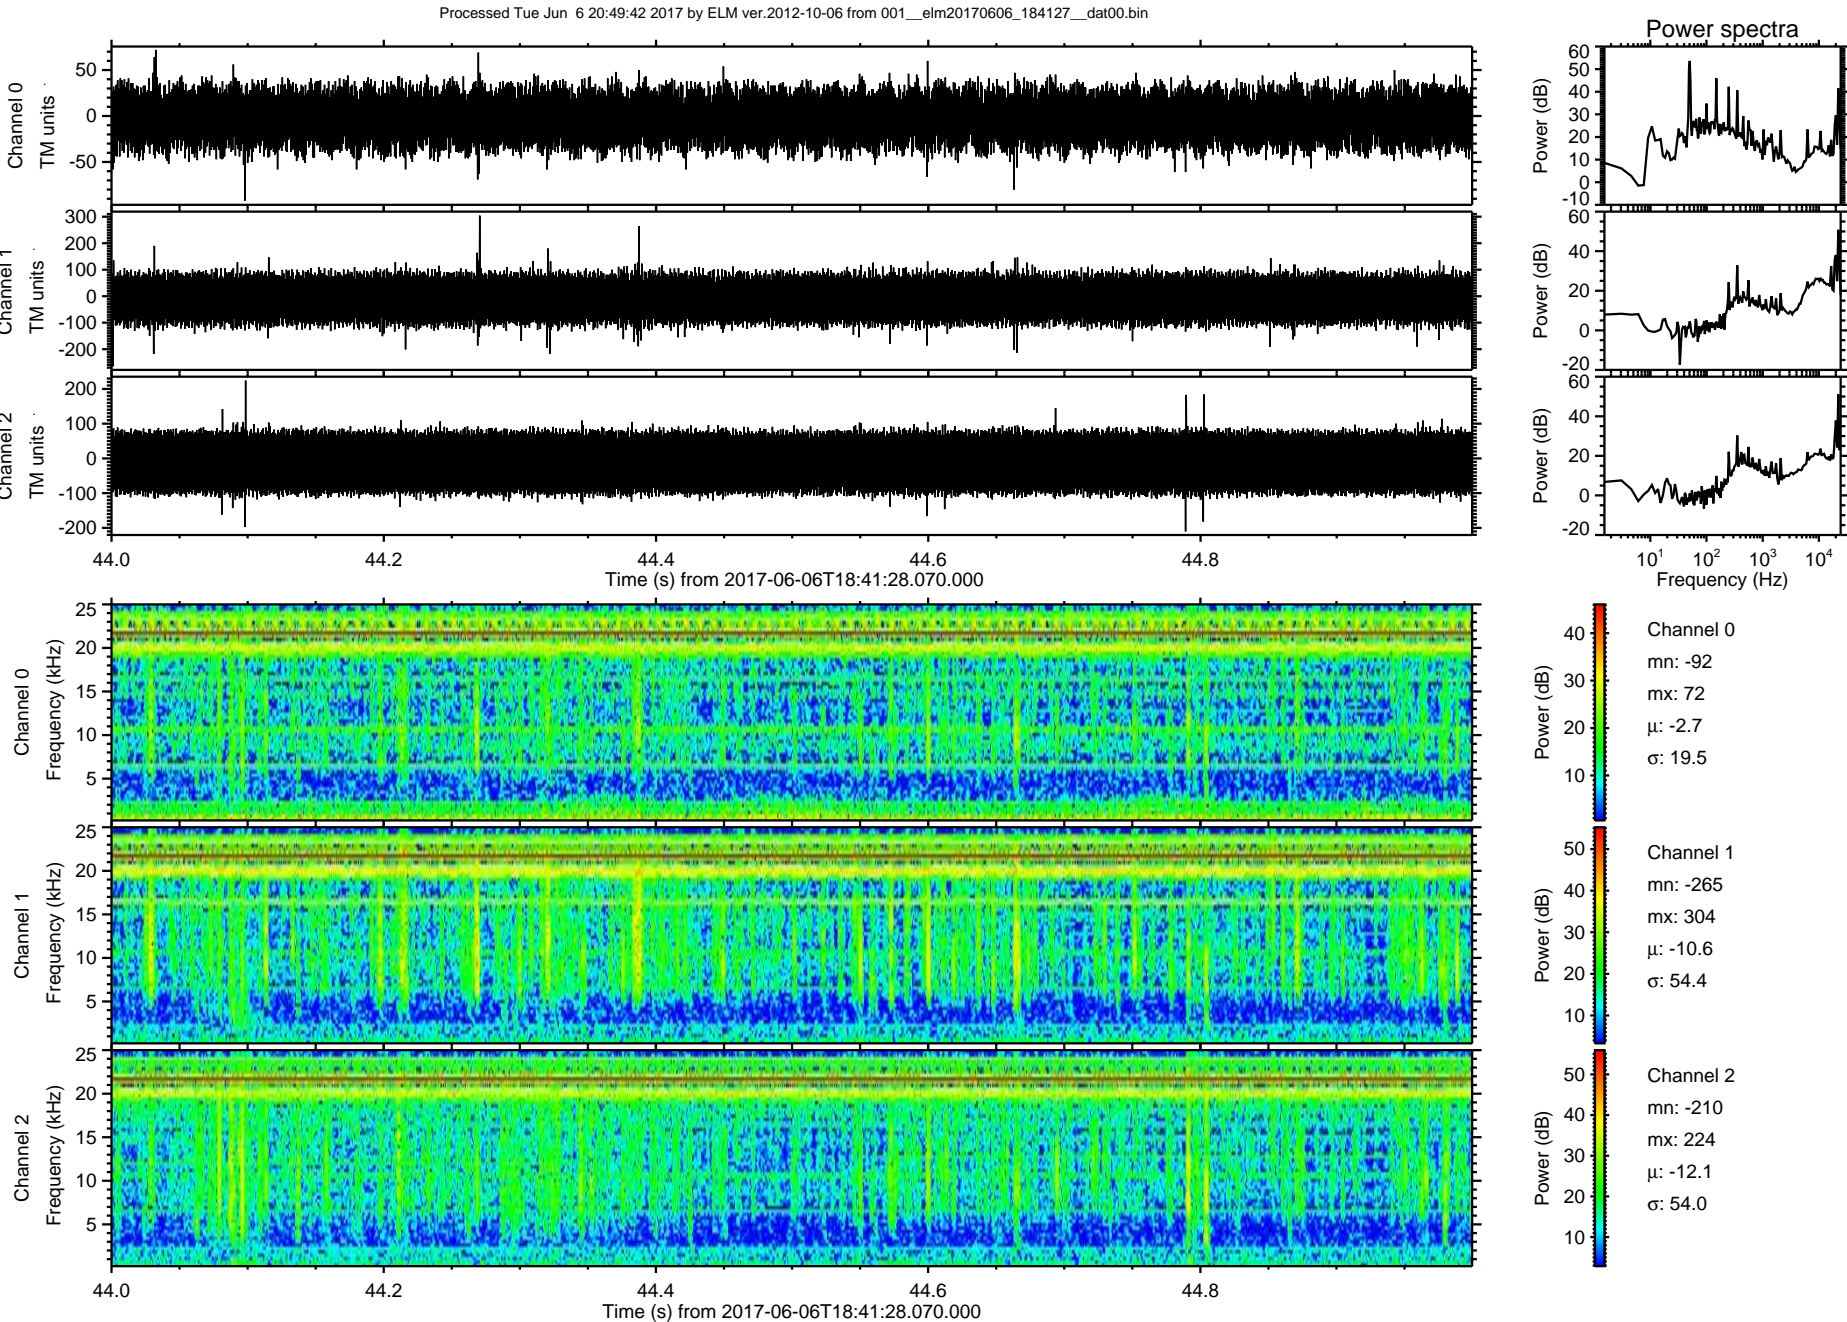 Processed Tue Jun  6 20:49:42 2017 by ELM ver.2012-10-06 from 001__elm20170606_184127__dat00.bin
Power spectra
Channel 0
TM units
50
0
-50
Power (dB)
60
50
40
30
20
10
0
-10
Channel 1
TM units
300
200
100
0
-100
-200
Power (dB)
60
40
20
0
-20
Channel 2
TM units
200
100
0
-100
-200
Power (dB)
60
40
20
0
-20
44.0 44.2 44.4 44.6 44.8
Time (s) from 2017-06-06T18:41:28.070.000
10^1 10^2 10^3 10^4
Frequency (Hz)
Channel 0
Frequency (kHz)
25
20
15
10
5
Power (dB)
40
30
20
10
Channel 0
mn: -92
mx: 72
μ: -2.7
σ: 19.5
Channel 1
Frequency (kHz)
25
20
15
10
5
Power (dB)
50
40
30
20
10
Channel 1
mn: -265
mx: 304
μ: -10.6
σ: 54.4
Channel 2
Frequency (kHz)
25
20
15
10
5
Power (dB)
50
40
30
20
10
Channel 2
mn: -210
mx: 224
μ: -12.1
σ: 54.0
44.0 44.2 44.4 44.6 44.8
Time (s) from 2017-06-06T18:41:28.070.000